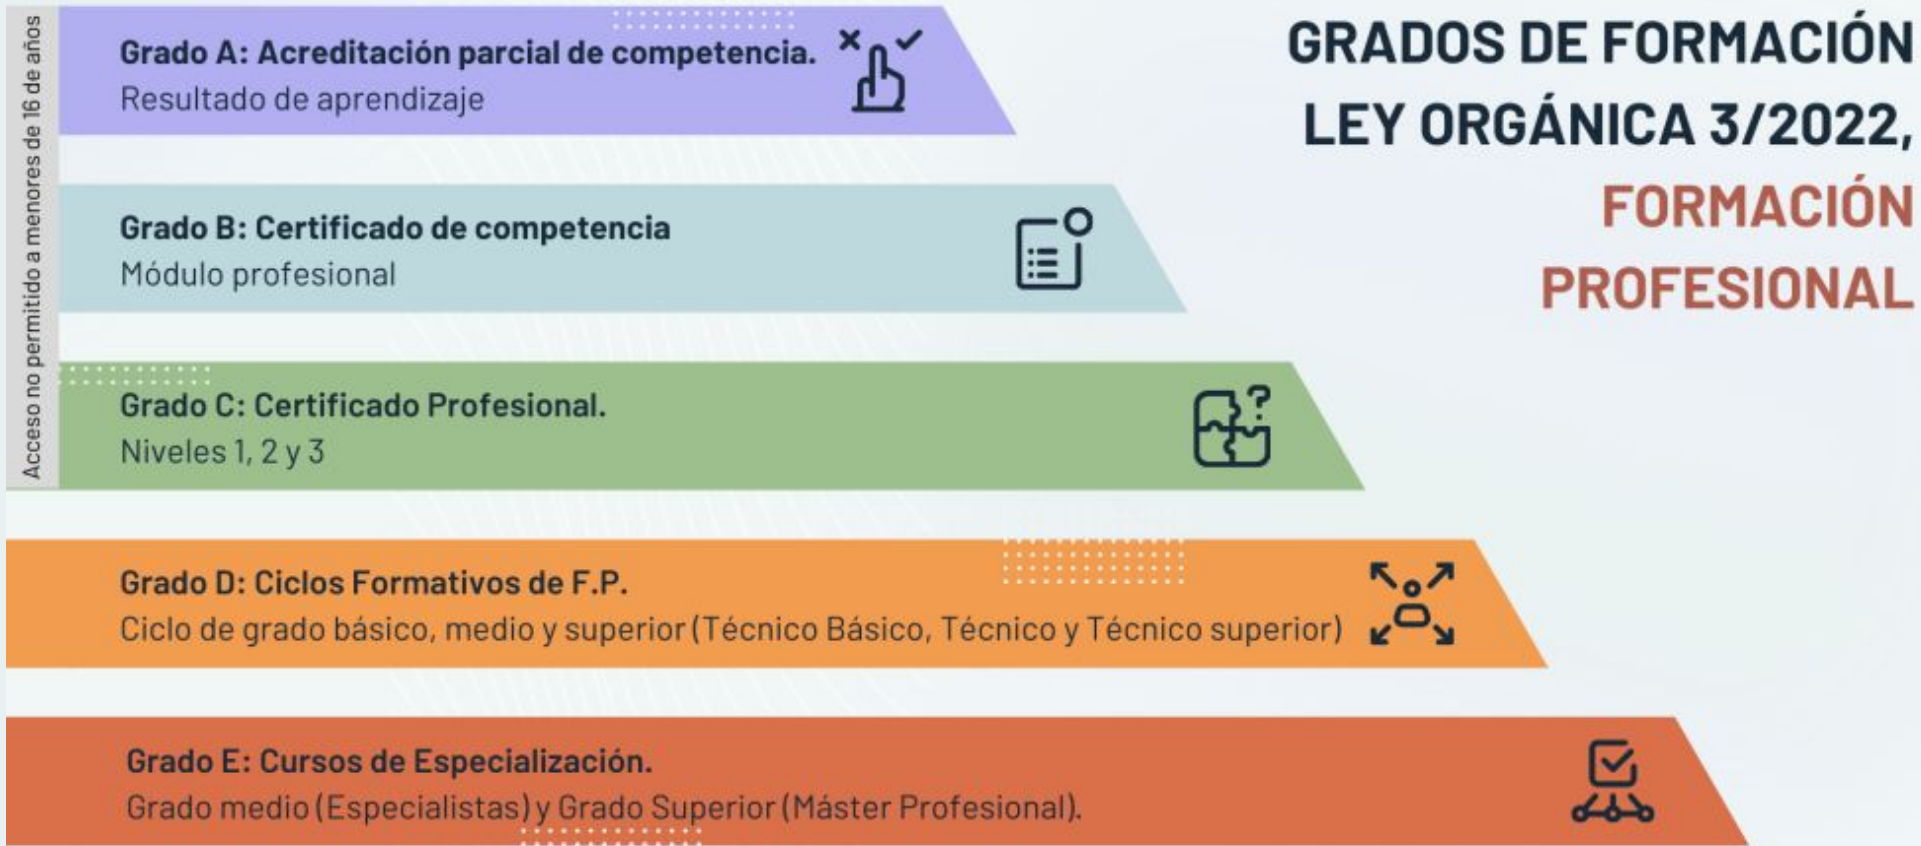 GRADOS DE FORMACIÓN
LEY ORGÁNICA 3/2022,
FORMACIÓN
PROFESIONAL
Acceso no permitido a menores de 16 de años
Grado A: Acreditación parcial de competencia.
Resultado de aprendizaje
Grado B: Certificado de competencia
Módulo profesional
Grado C: Certificado Profesional.
Niveles 1, 2 y 3
Grado D: Ciclos Formativos de F.P.
Ciclo de grado básico, medio y superior (Técnico Básico, Técnico y Técnico superior)
Grado E: Cursos de Especialización.
Grado medio (Especialistas) y Grado Superior (Máster Profesional).